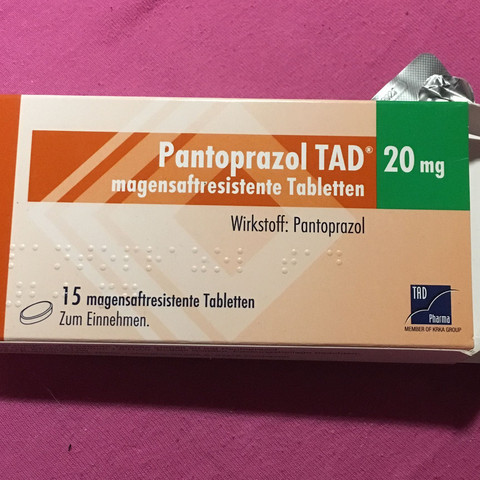 Pantoprazol TAD® 20 mg
magensaftresistente Tabletten
Wirkstoff: Pantoprazol
15 magensaftresistente Tabletten
Zum Einnehmen.
TAD
Pharma
MEMBER OF KRKA GROUP